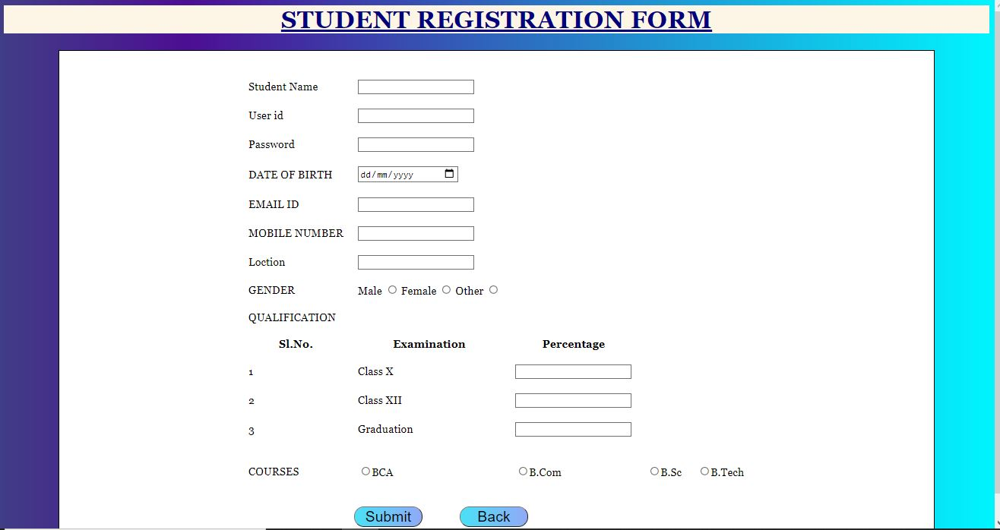 STUDENT REGISTRATION FORM
Student Name
User id
Password
DATE OF BIRTH dd/mm/yyyy
EMAIL ID
MOBILE NUMBER
Loction
GENDER Male Female Other
QUALIFICATION
Sl.No. Examination Percentage
1 Class X
2 Class XII
3 Graduation
COURSES BCA B.Com B.Sc B.Tech
Submit Back